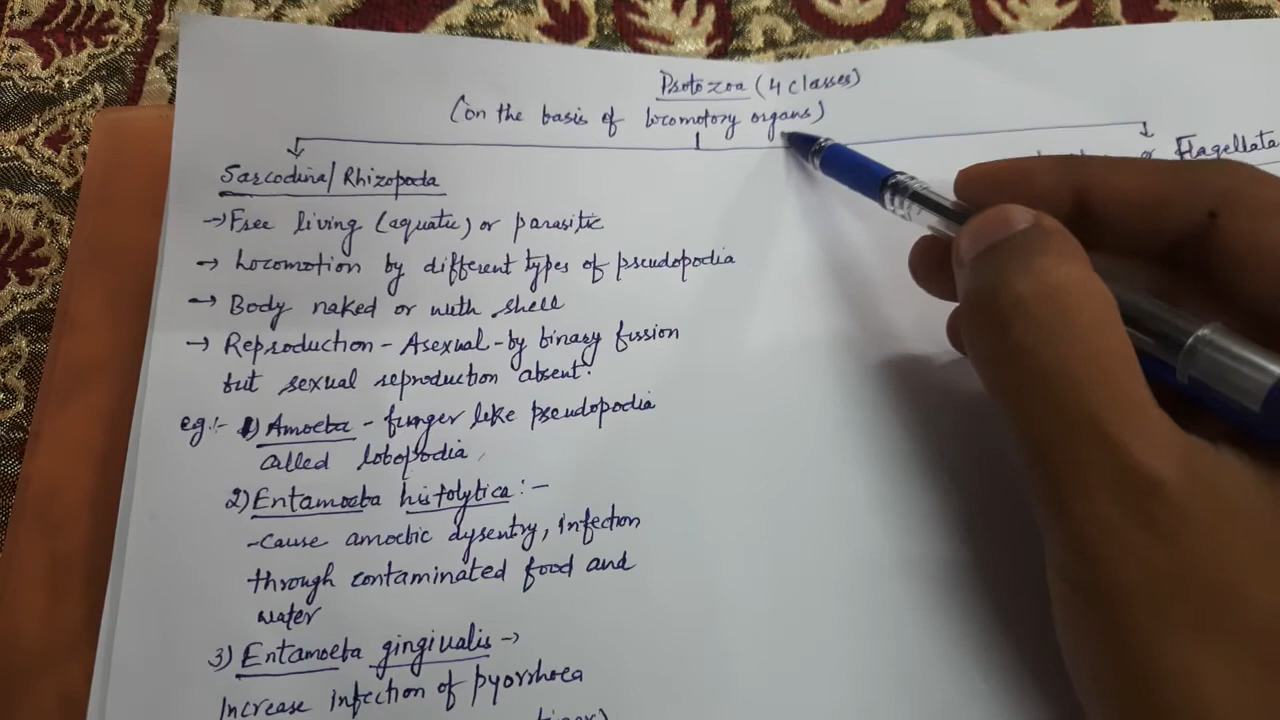 Protozoa (4 classes)
(on the basis of locomotory organs)
or Flagellata
Sarcodina/Rhizopoda
→ Free living (aquatic) or parasitic
→ Locomotion by different types of pseudopodia
→ Body naked or with shell
→ Reproduction - Asexual - by binary fission
but sexual reproduction absent.
eg:- 1) Amoeba - finger like pseudopodia
called lobopodia
2) Entamoeba histolytica :-
-cause amoebic dysentry, infection
through contaminated food and
water
3) Entamoeba gingivalis →
Increase infection of pyorrhoea